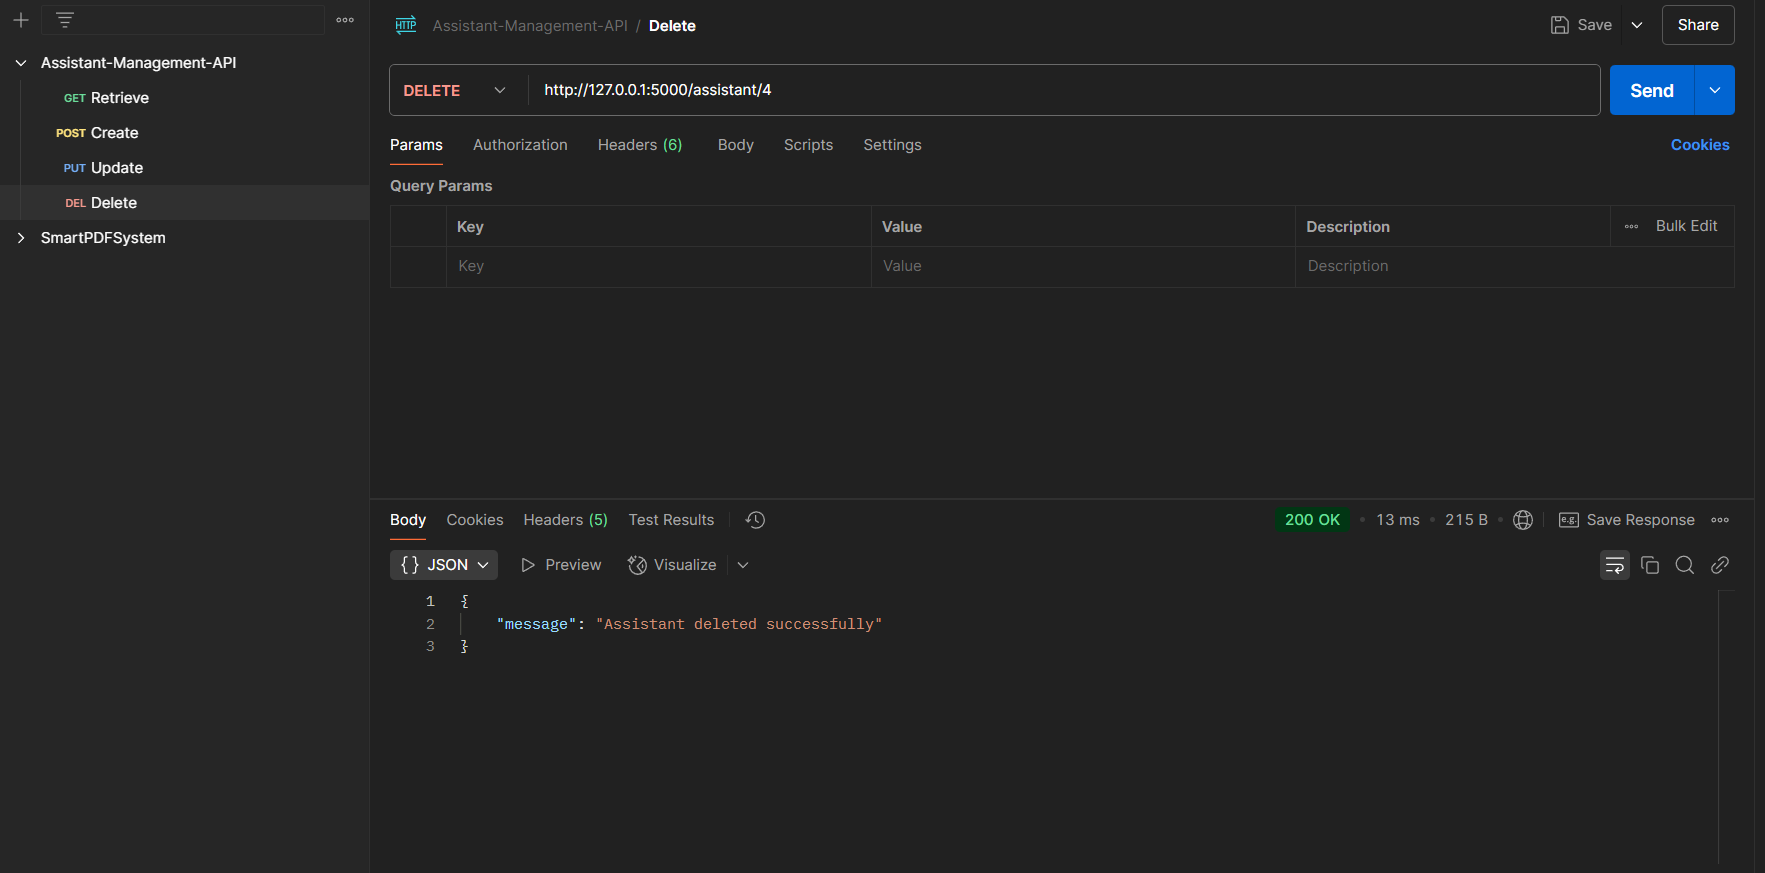 Assistant-Management-API
GET Retrieve
POST Create
PUT Update
DEL Delete
SmartPDFSystem
HTTP Assistant-Management-API / Delete
Save
Share
DELETE http://127.0.0.1:5000/assistant/4
Send
Params Authorization Headers (6) Body Scripts Settings Cookies
Query Params
Key Value Description Bulk Edit
Key Value Description
Body Cookies Headers (5) Test Results 200 OK • 13 ms • 215 B • e.g. Save Response
{} JSON Preview Visualize
1 {
2 "message": "Assistant deleted successfully"
3 }